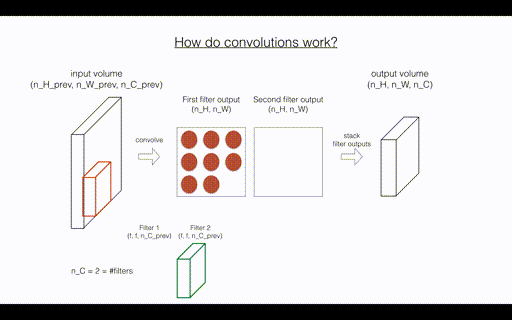 How do convolutions work?
input volume
(n_H_prev, n_W_prev, n_C_prev)
output volume
(n_H, n_W, n_C)
First filter output
(n_H, n_W)
Second filter output
(n_H, n_W)
convolve
stack
filter outputs
Filter 1
(f, f, n_C_prev)
Filter 2
(f, f, n_C_prev)
n_C = 2 = #filters